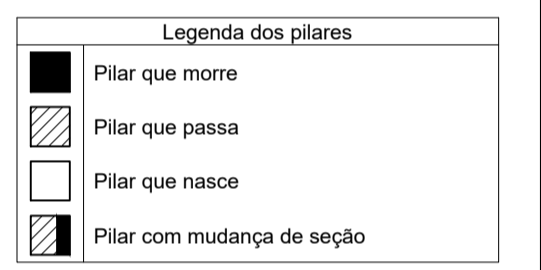 Legenda dos pilares
Pilar que morre
Pilar que passa
Pilar que nasce
Pilar com mudança de seção